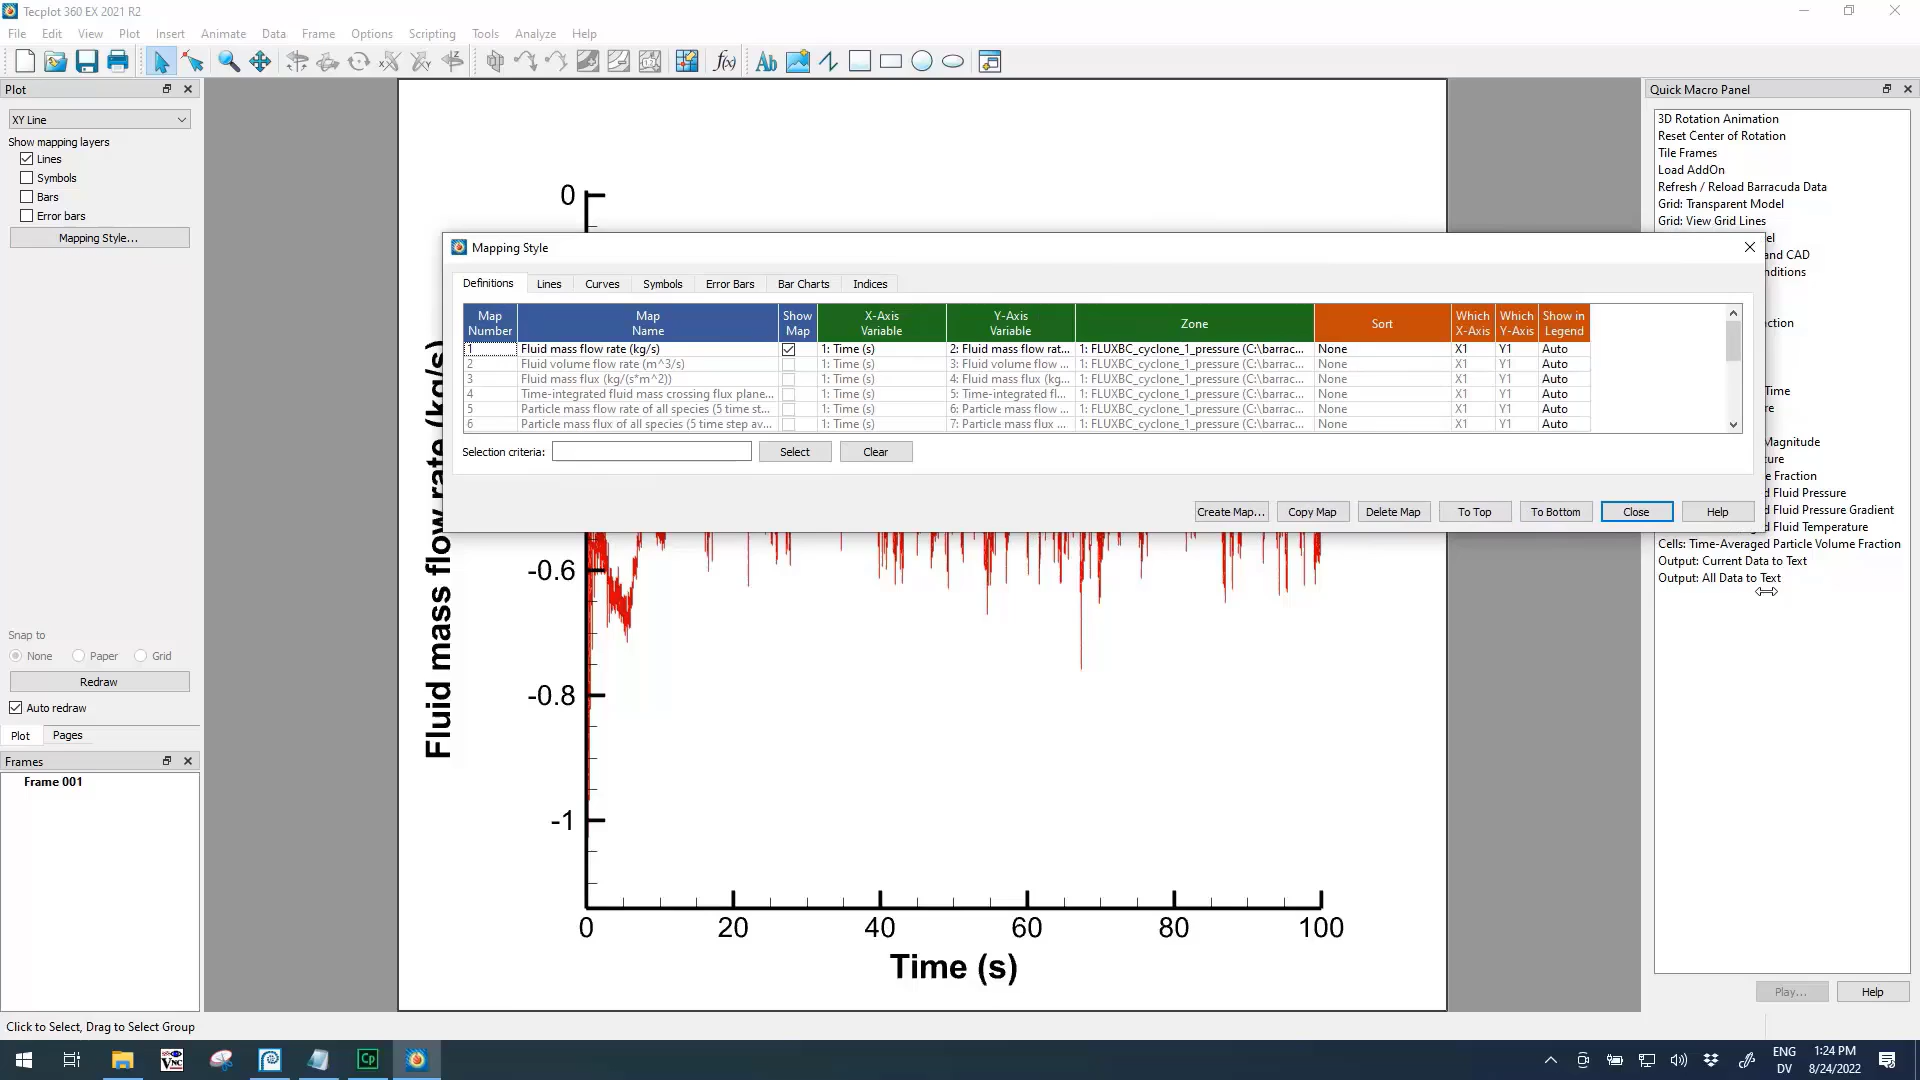 Tecplot 360 EX 2021 R2
File Edit View Plot Insert Animate Data Frame Options Scripting Tools Analyze Help
Plot
XY Line
Show mapping layers
Lines
Symbols
Bars
Error bars
Mapping Style...
Snap to
None Paper Grid
Redraw
Auto redraw
Plot Pages
Frames
Frame 001
Click to Select, Drag to Select Group
Mapping Style
Definitions Lines Curves Symbols Error Bars Bar Charts Indices
Map Number Map Name Show Map X-Axis Variable Y-Axis Variable Zone Sort Which X-Axis Which Y-Axis Show in Legend
1 Fluid mass flow rate (kg/s) 1: Time (s) 2: Fluid mass flow rat... 1: FLUXBC_cyclone_1_pressure (C:\barrac... None X1 Y1 Auto
2 Fluid volume flow rate (m^3/s) 1: Time (s) 3: Fluid volume flow ... 1: FLUXBC_cyclone_1_pressure (C:\barrac... None X1 Y1 Auto
3 Fluid mass flux (kg/(s*m^2)) 1: Time (s) 4: Fluid mass flux (kg... 1: FLUXBC_cyclone_1_pressure (C:\barrac... None X1 Y1 Auto
4 Time-integrated fluid mass crossing flux plane... 1: Time (s) 5: Time-integrated fl... 1: FLUXBC_cyclone_1_pressure (C:\barrac... None X1 Y1 Auto
5 Particle mass flow rate of all species (5 time st... 1: Time (s) 6: Particle mass flow ... 1: FLUXBC_cyclone_1_pressure (C:\barrac... None X1 Y1 Auto
6 Particle mass flux of all species (5 time step av... 1: Time (s) 7: Particle mass flux ... 1: FLUXBC_cyclone_1_pressure (C:\barrac... None X1 Y1 Auto
Selection criteria: Select Clear
Create Map... Copy Map Delete Map To Top To Bottom Close Help
Fluid mass flow rate (kg/s)
0
-0.6
-0.8
-1
0 20 40 60 80 100
Time (s)
Quick Macro Panel
3D Rotation Animation
Reset Center of Rotation
Tile Frames
Load AddOn
Refresh / Reload Barracuda Data
Grid: Transparent Model
Grid: View Grid Lines
el
and CAD
nditions
ction
Time
re
Magnitude
ture
e Fraction
d Fluid Pressure
d Fluid Pressure Gradient
d Fluid Temperature
Cells: Time-Averaged Particle Volume Fraction
Output: Current Data to Text
Output: All Data to Text
Play... Help
ENG
DV
1:24 PM
8/24/2022